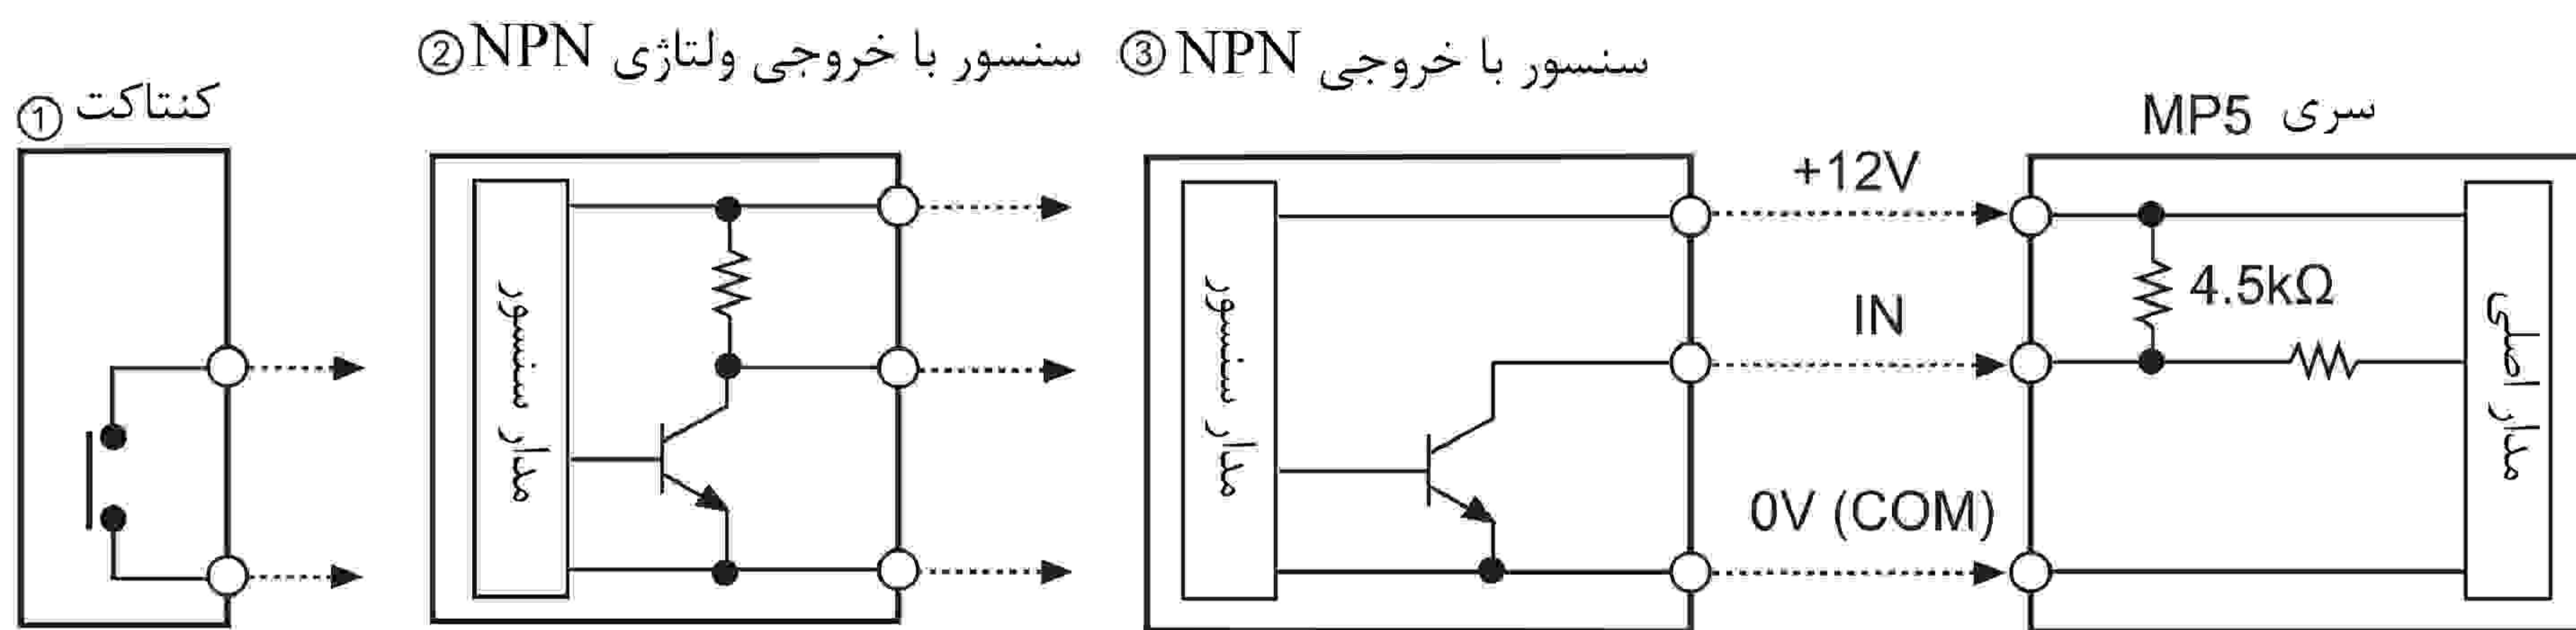 ① کنتاکت
② سنسور با خروجی ولتاژی NPN
③ سنسور با خروجی NPN
سری MP5
مدار سنسور
مدار سنسور
+12V
IN
0V (COM)
4.5kΩ
مدار اصلی